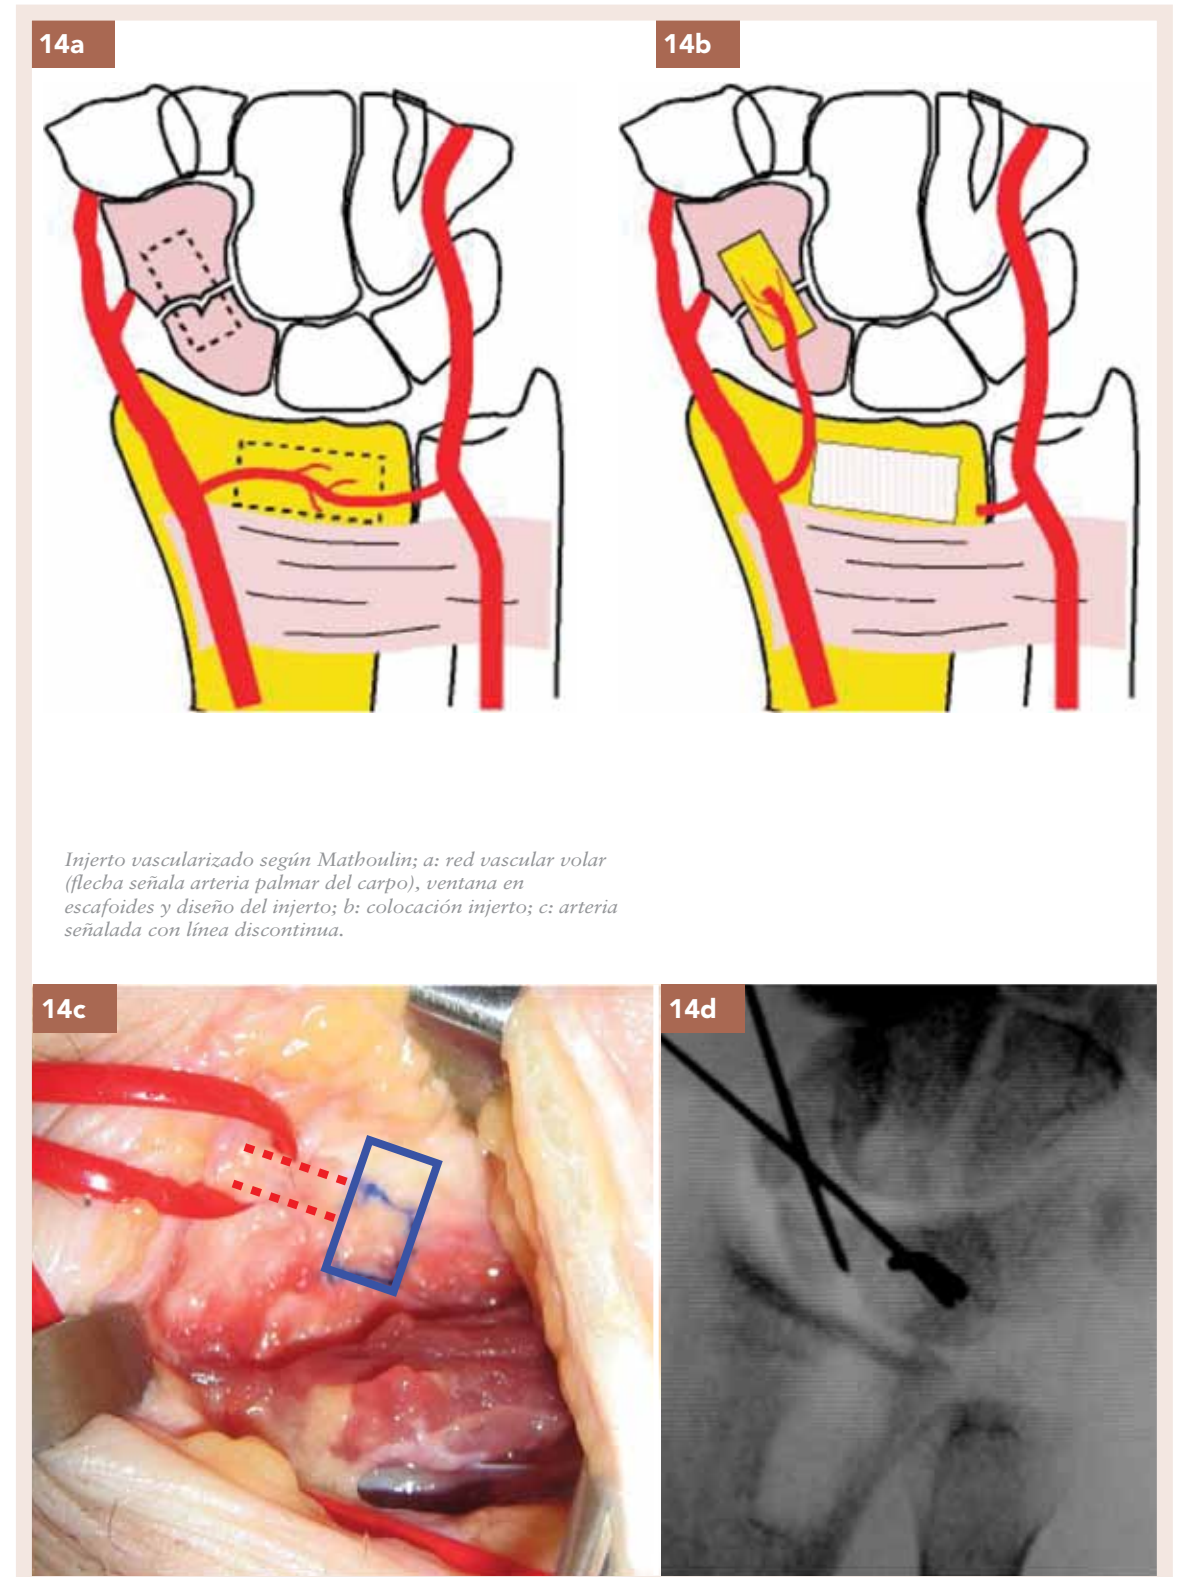 14a
14b
Injerto vascularizado según Mathoulin; a: red vascular volar
(flecha señala arteria palmar del carpo), ventana en
escafoides y diseño del injerto; b: colocación injerto; c: arteria
señalada con línea discontinua.
14c
14d